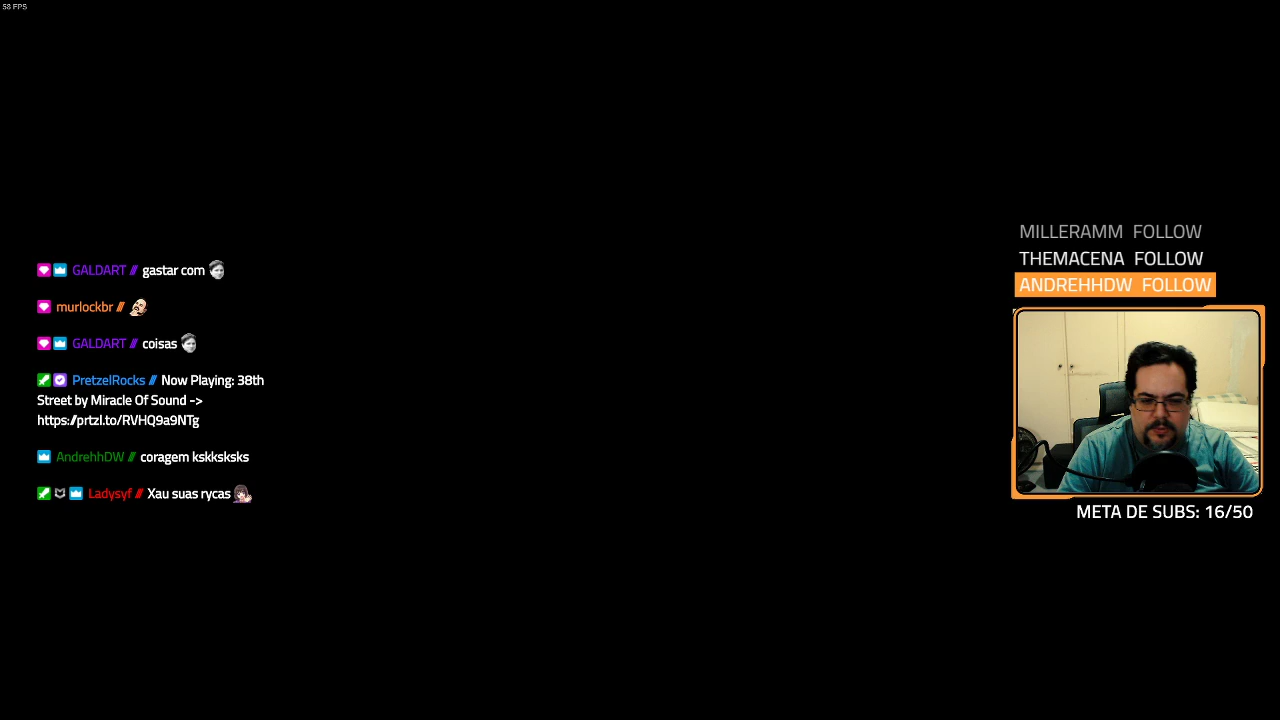 58 FPS
MILLERAMM FOLLOW
THEMACENA FOLLOW
ANDREHHDW FOLLOW
GALDART // gastar com
murlockbr //
GALDART // coisas
PretzelRocks // Now Playing: 38th
Street by Miracle Of Sound ->
https://prtzl.to/RVHQ9a9NTg
AndrehhDW // coragem kskksksks
Ladysyf // Xau suas rycas
META DE SUBS: 16/50